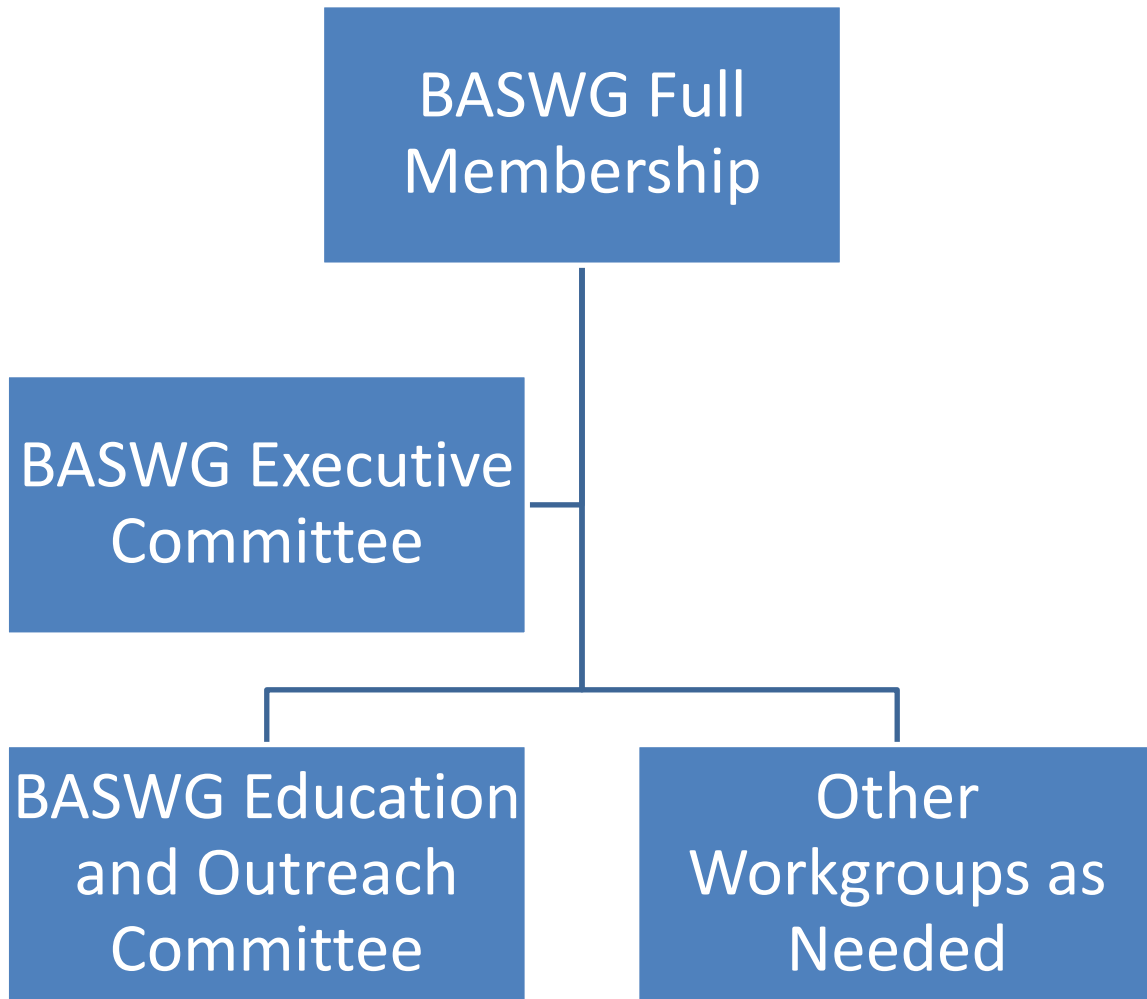 BASWG Full
Membership
BASWG Executive
Committee
BASWG Education
and Outreach
Committee
Other
Workgroups as
Needed